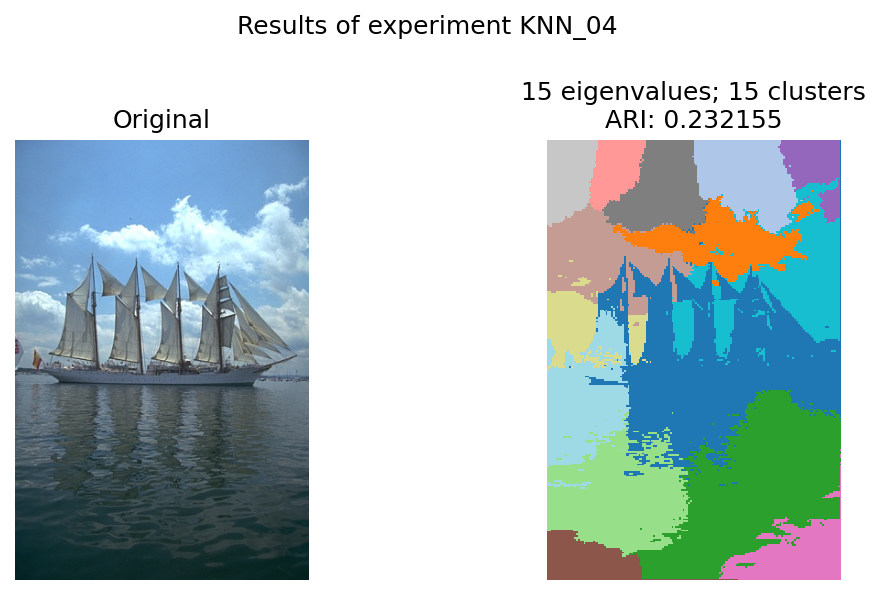 Results of experiment KNN_04
Original
15 eigenvalues; 15 clusters
ARI: 0.232155